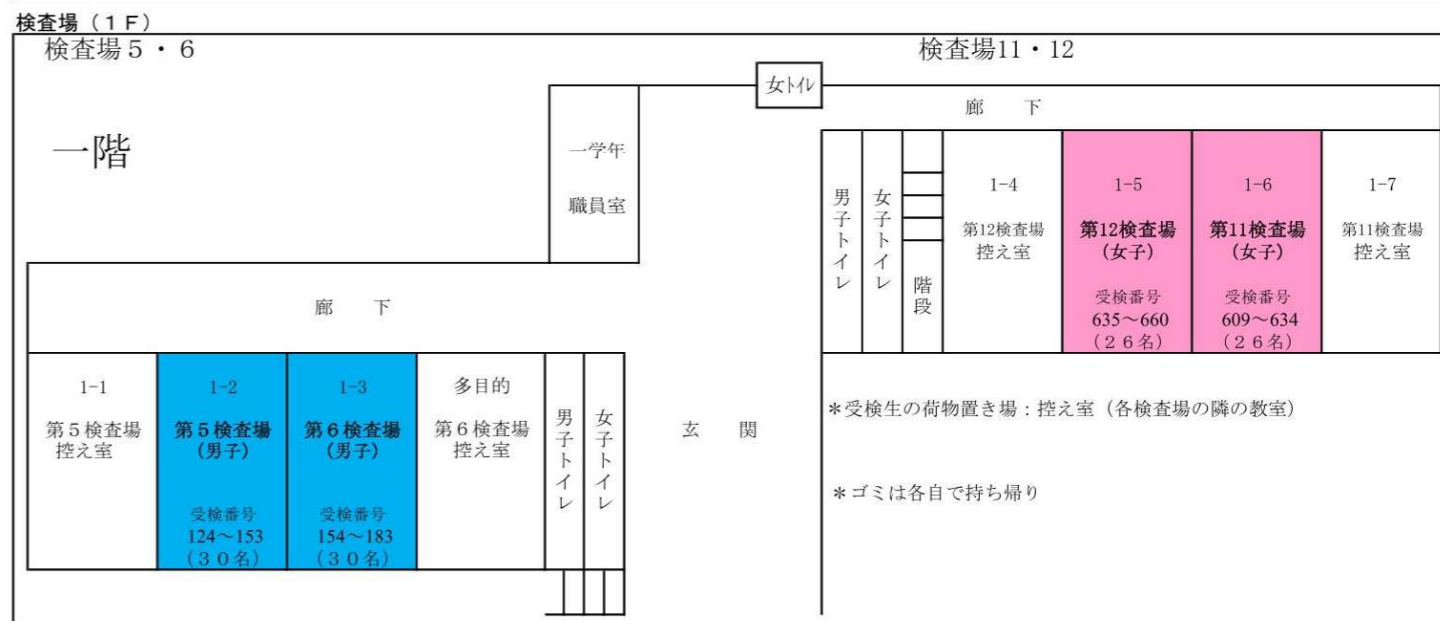 検査場（１Ｆ）
検査場５・６
検査場11・12
女トイレ
廊　下
一階
一学年
職員室
男子トイレ
女子トイレ
階段
1-4
第12検査場
控え室
1-5
第12検査場
(女子)
受検番号
635～660
（２６名）
1-6
第11検査場
(女子)
受検番号
609～634
（２６名）
1-7
第11検査場
控え室
廊　下
1-1
第５検査場
控え室
1-2
第５検査場
(男子)
受検番号
124～153
（３０名）
1-3
第６検査場
(男子)
受検番号
154～183
（３０名）
多目的
第６検査場
控え室
男子トイレ
女子トイレ
玄　関
＊受検生の荷物置き場：控え室（各検査場の隣の教室）
＊ゴミは各自で持ち帰り